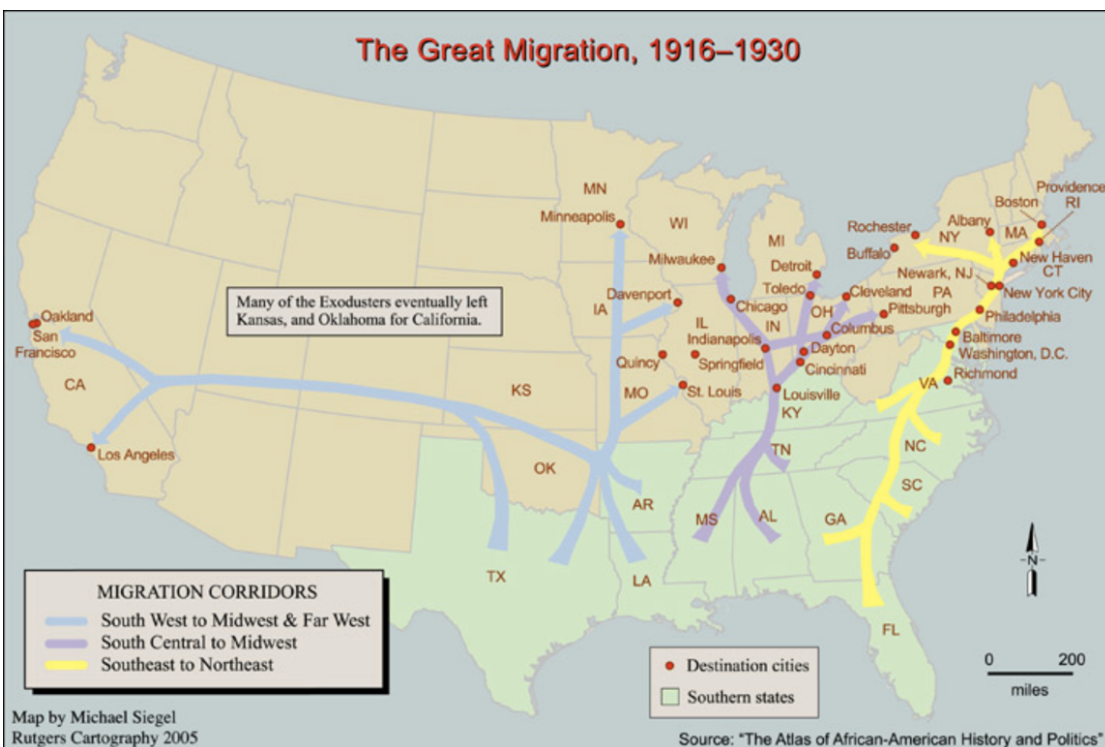 The Great Migration, 1916–1930
MN
Minneapolis
WI
MI
Milwaukee
Detroit
Toledo
Chicago
Davenport
IA
IL
IN
OH
Cleveland
Pittsburgh
Columbus
Indianapolis
Dayton
Cincinnati
Quincy
Springfield
MO
St. Louis
Louisville
KY
Rochester
Buffalo
Albany
NY
Boston
Providence
RI
MA
New Haven
CT
Newark, NJ
New York City
PA
Philadelphia
Baltimore
Washington, D.C.
Richmond
VA
Many of the Exodusters eventually left
Kansas, and Oklahoma for California.
Oakland
San
Francisco
CA
Los Angeles
KS
OK
AR
TX
LA
TN
MS
AL
GA
NC
SC
FL
MIGRATION CORRIDORS
South West to Midwest & Far West
South Central to Midwest
Southeast to Northeast
Destination cities
Southern states
-N-
0 200
miles
Map by Michael Siegel
Rutgers Cartography 2005
Source: "The Atlas of African-American History and Politics"